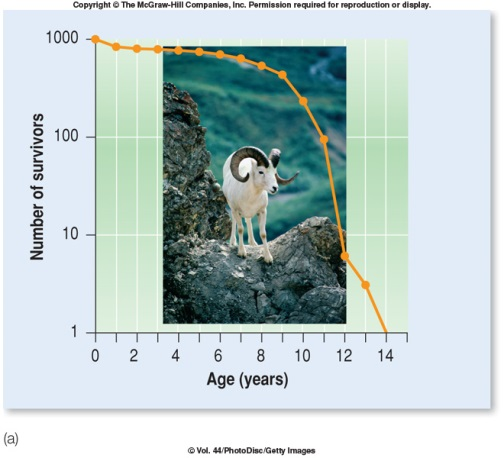 Copyright © The McGraw-Hill Companies, Inc. Permission required for reproduction or display.
1000
100
10
1
Number of survivors
0 2 4 6 8 10 12 14
Age (years)
(a)
© Vol. 44/PhotoDisc/Getty Images